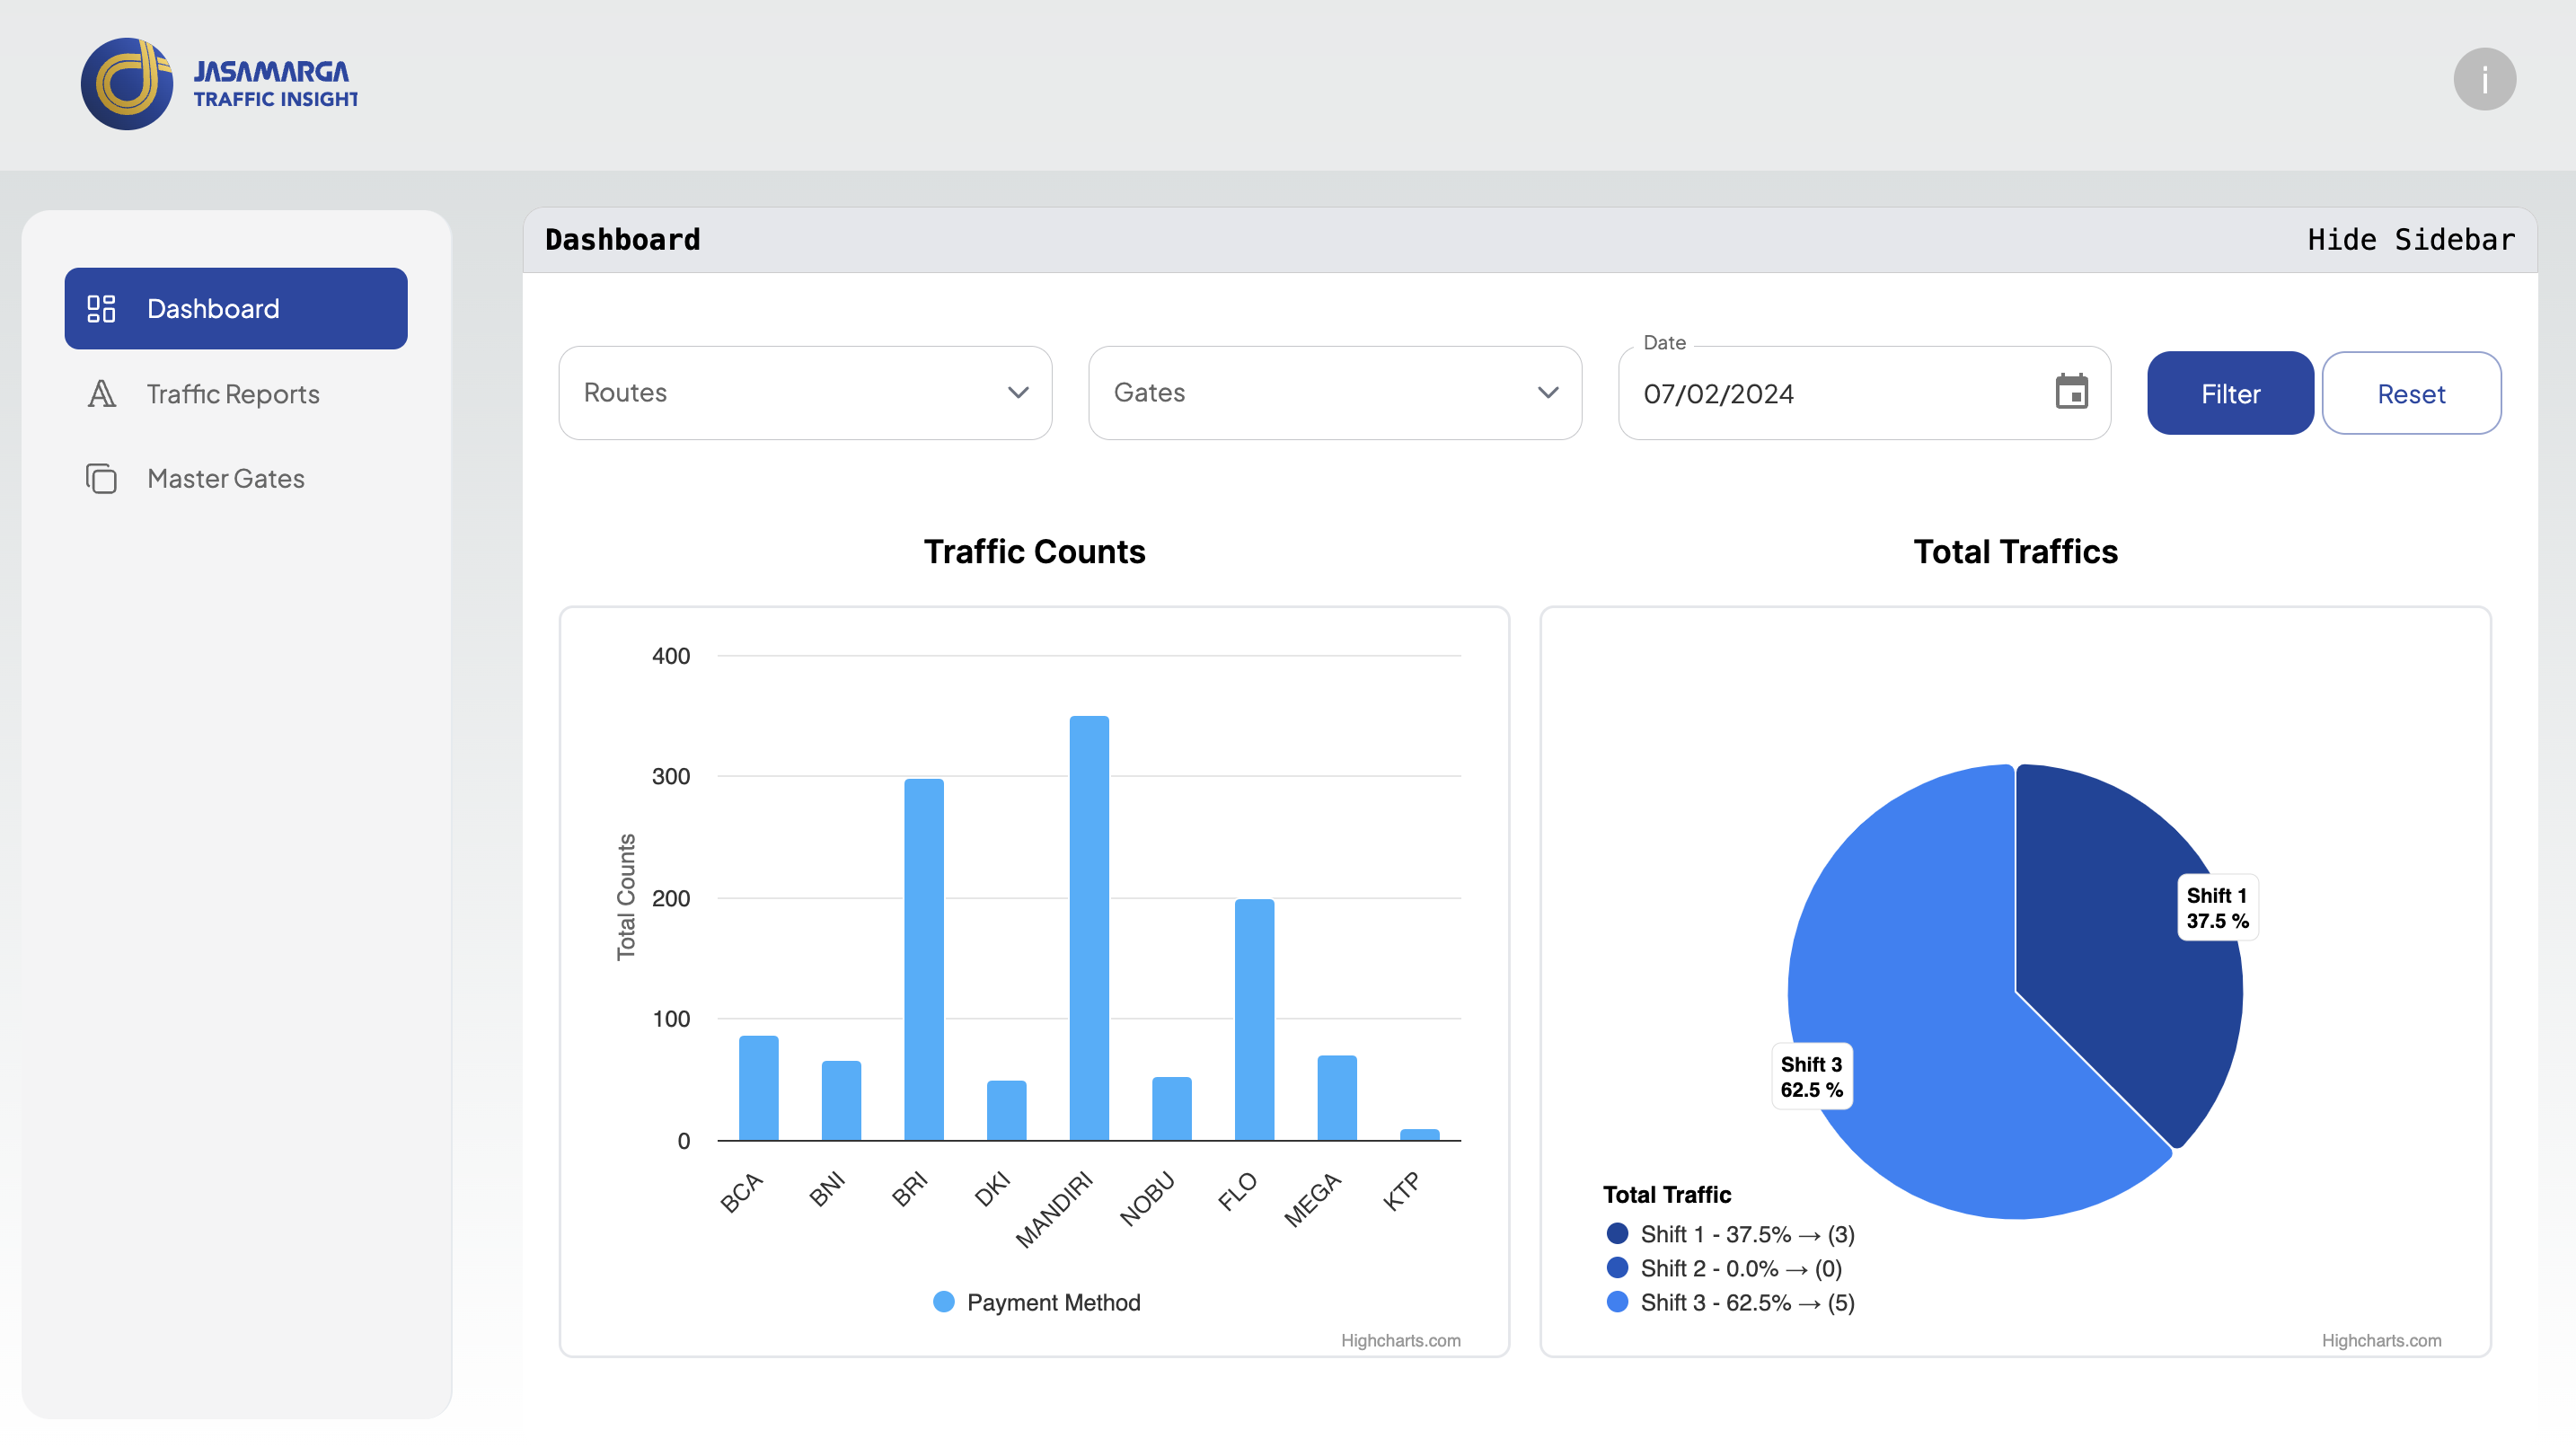 JASAMARGA
TRAFFIC INSIGHT
i
Dashboard
Traffic Reports
Master Gates
Dashboard
Hide Sidebar
Routes
Gates
Date
07/02/2024
Filter
Reset
Traffic Counts
Total Counts
400
300
200
100
0
BCA
BNI
BRI
DKI
MANDIRI
NOBU
FLO
MEGA
KTP
Payment Method
Highcharts.com
Total Traffics
Shift 1
37.5 %
Shift 3
62.5 %
Total Traffic
Shift 1 - 37.5% → (3)
Shift 2 - 0.0% → (0)
Shift 3 - 62.5% → (5)
Highcharts.com